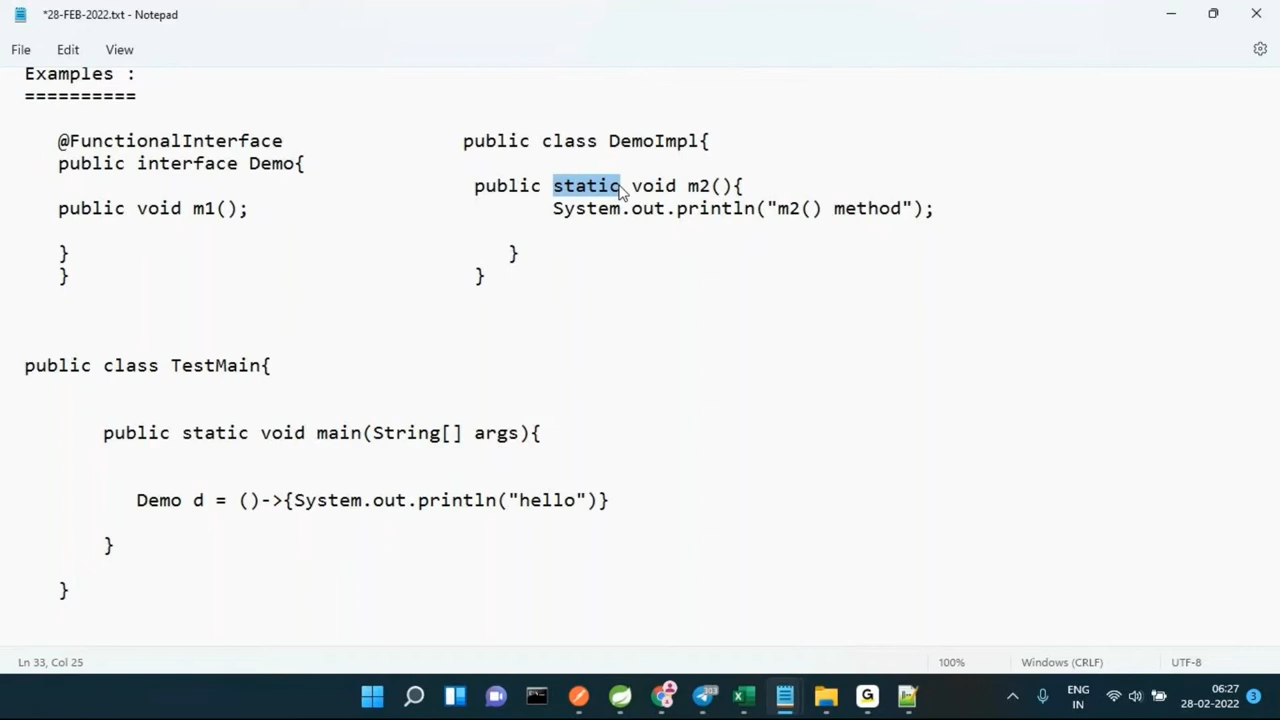 *28-FEB-2022.txt - Notepad
File Edit View
Examples :
==========
@FunctionalInterface
public interface Demo{
public void m1();
}
}
public class DemoImpl{
public static void m2(){
System.out.println("m2() method");
}
}
public class TestMain{
public static void main(String[] args){
Demo d = ()->{System.out.println("hello")}
}
}
Ln 33, Col 25
100%
Windows (CRLF)
UTF-8
203
G
ENG
IN
06:27
28-02-2022
3